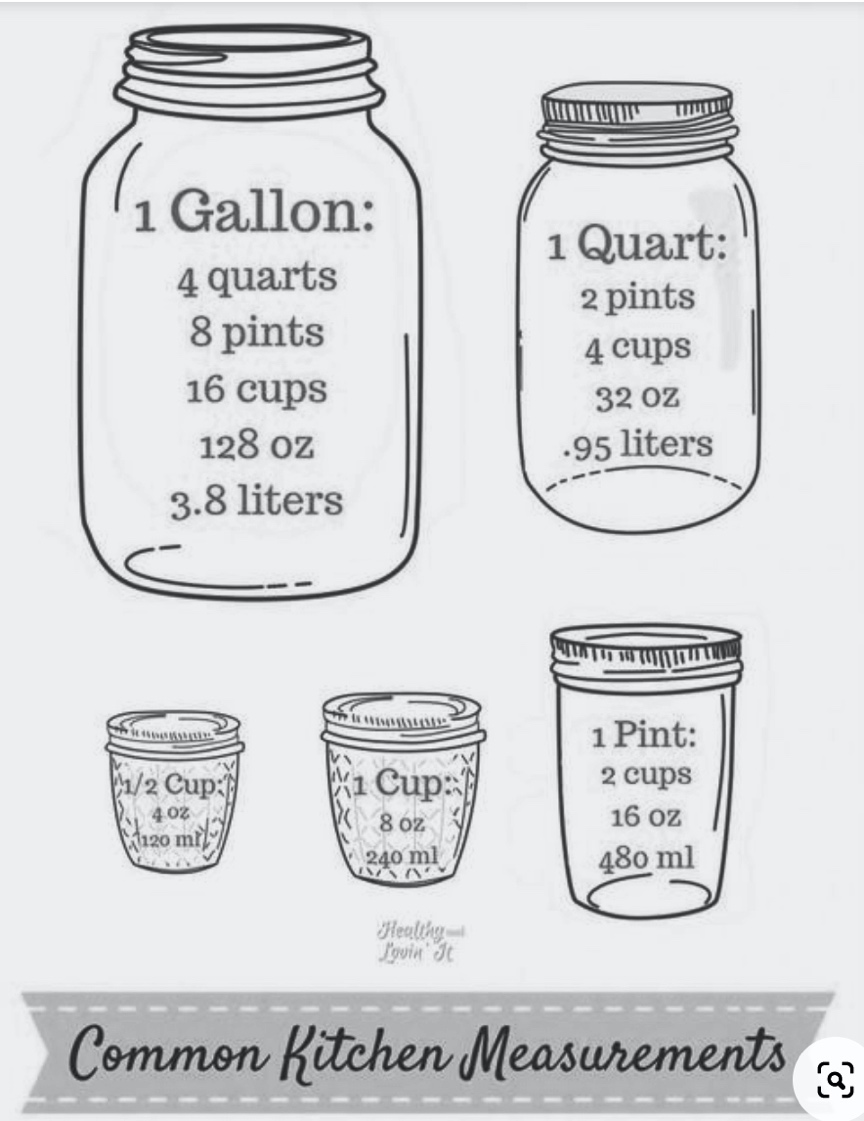 1 Gallon:
4 quarts
8 pints
16 cups
128 oz
3.8 liters
1 Quart:
2 pints
4 cups
32 oz
.95 liters
1/2 Cup:
4 oz
120 ml
1 Cup:
8 oz
240 ml
1 Pint:
2 cups
16 oz
480 ml
Healthy
Lovin' It
Common Kitchen Measurements